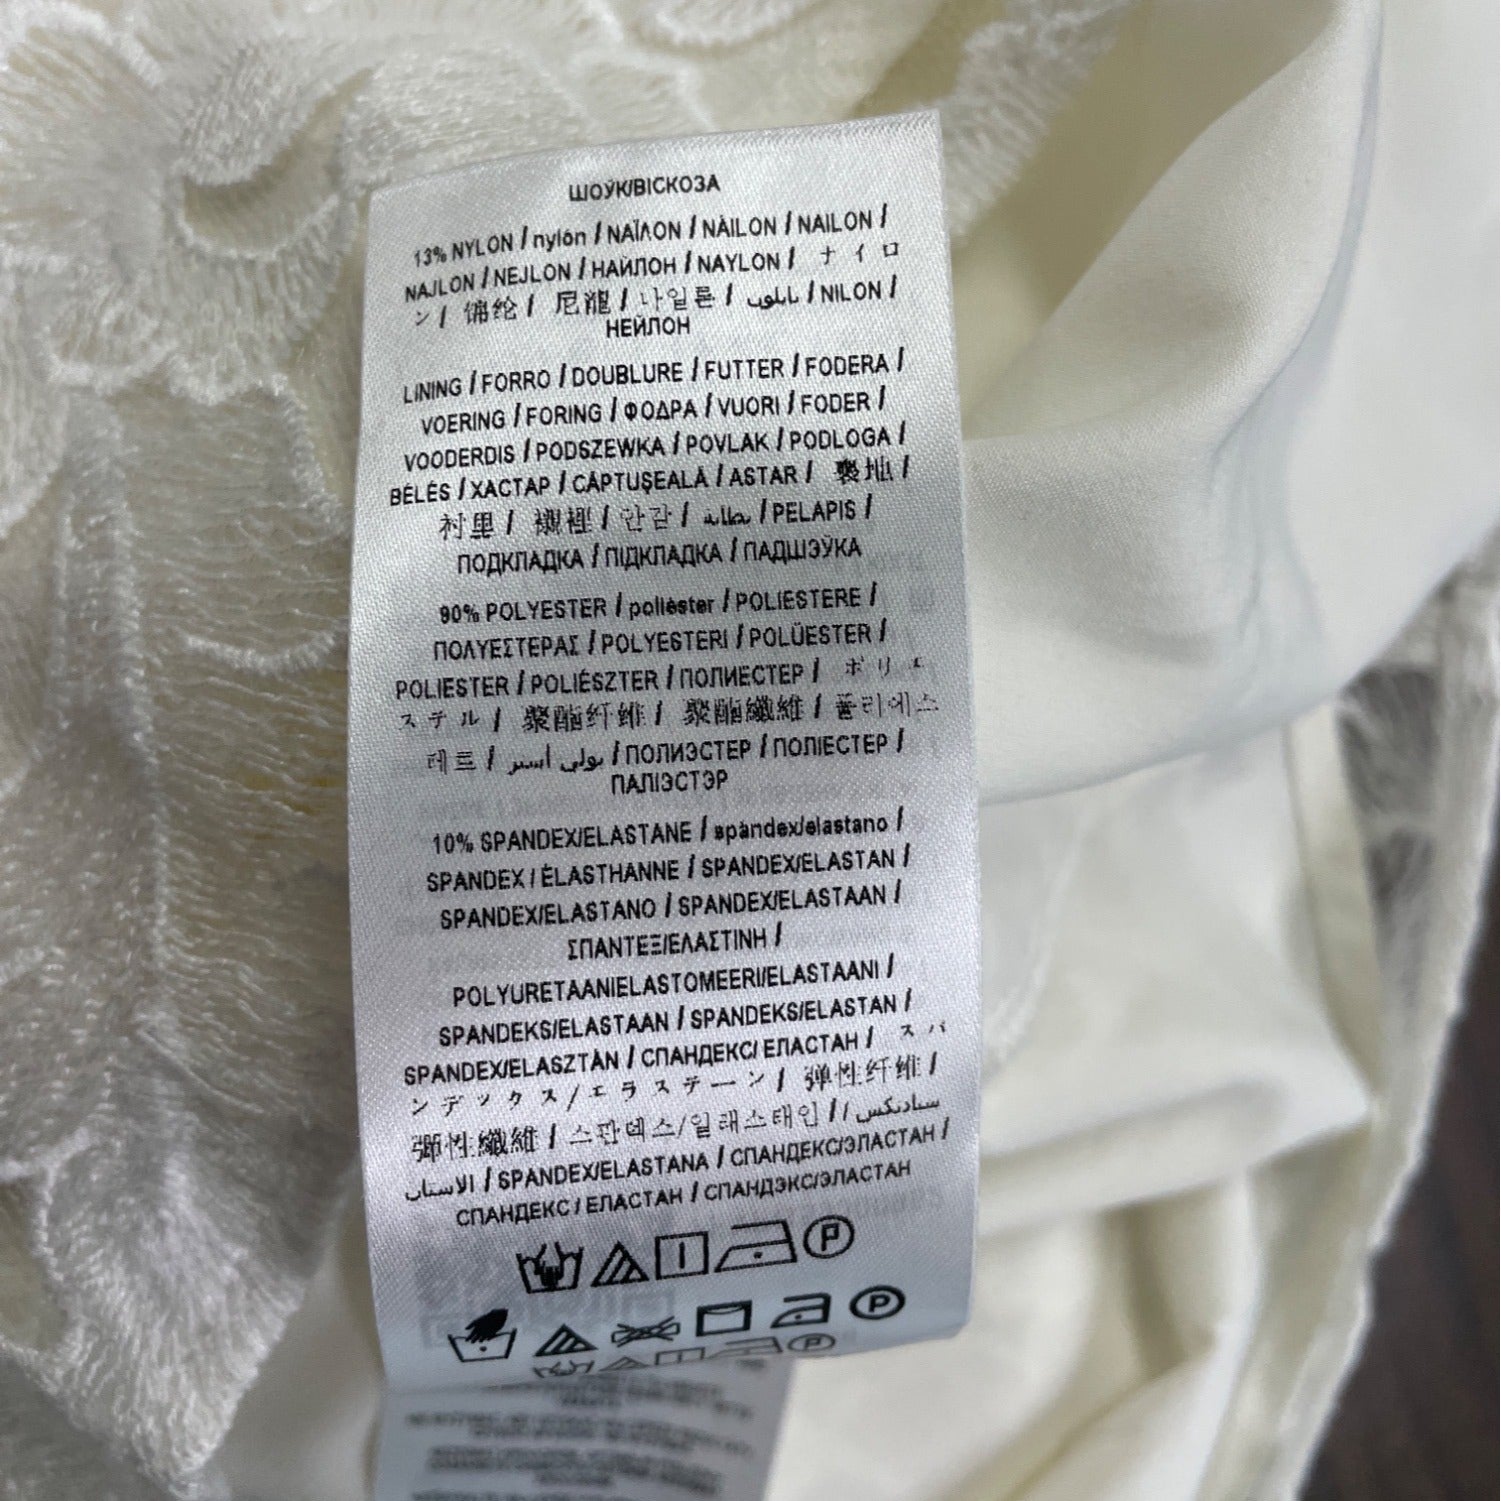 ШОЎК/ВІСКОЗА
13% NYLON / nylón / ΝΑΪΛΟΝ / NÀILON / NAILON /
NAJLON / NEJLON / НАЙЛОН / NAYLON / ナイロ
ン / 锦纶 / 尼龍 / 나일론 / نايلون / NILON /
НЕЙЛОН
LINING / FORRO / DOUBLURE / FUTTER / FODERA /
VOERING / FORING / ΦΟΔΡΑ / VUORI / FODER /
VOODERDIS / PODSZEWKA / POVLAK / PODLOGA /
BÉLÉS / ХАСТАР / CĂPTUŞEALĂ / ASTAR / 裏地 /
衬里 / 襯裡 / 안감 / بطانة / PELAPIS /
ПОДКЛАДКА / ПІДКЛАДКА / ПАДШЭЎКА
90% POLYESTER / poliéster / POLIESTERE /
ΠΟΛΥΕΣΤΕΡΑΣ / POLYESTERI / POLÜESTER /
POLIESTER / POLIÉSZTER / ПОЛИЕСТЕР / ポリエ
ステル / 聚酯纤维 / 聚酯纖維 / 폴리에스
테르 / بولي استر / ПОЛИЭСТЕР / ПОЛІЕСТЕР /
ПАЛІЭСТЭР
10% SPANDEX/ELASTANE / spándex/elastano /
SPANDEX / ÉLASTHANNE / SPANDEX/ELASTAN /
SPANDEX/ELASTANO / SPANDEX/ELASTAAN /
ΣΠΑΝΤΕΞ/ΕΛΑΣΤΙΝΗ /
POLYURETAANIELASTOMEERI/ELASTAANI /
SPANDEKS/ELASTAAN / SPANDEKS/ELASTAN /
SPANDEX/ELASZTÁN / СПАНДЕКС/ ЕЛАСТАН / スパ
ンデックス/エラステーン / 弹性纤维 /
彈性纖維 / 스판덱스/일래스태인 / / سباندكس
الاستان / SPANDEX/ELASTANA / СПАНДЕКС/ЭЛАСТАН /
СПАНДЕКС / ЕЛАСТАН / СПАНДЭКС/ЭЛАСТАН
P
P